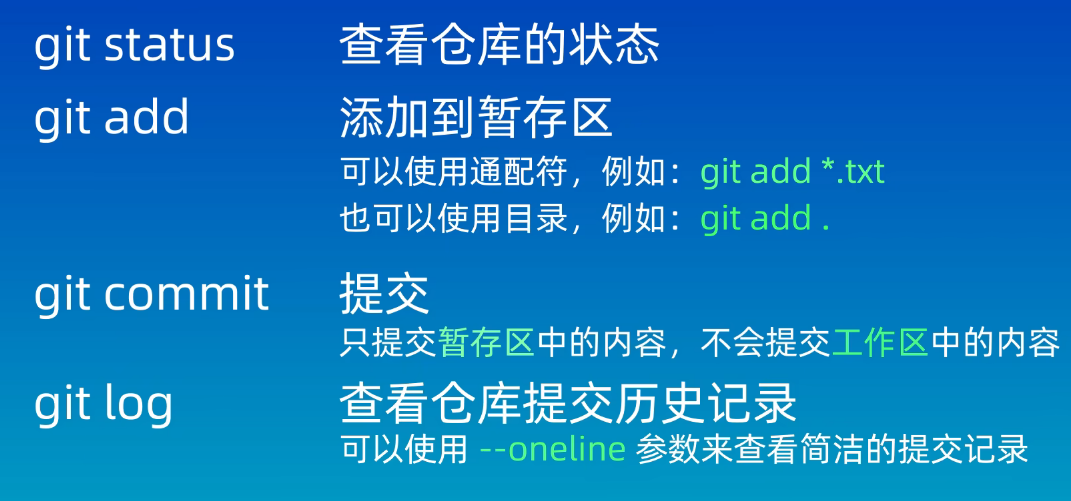 git status 查看仓库的状态
git add 添加到暂存区
可以使用通配符，例如：git add *.txt
也可以使用目录，例如：git add .
git commit 提交
只提交暂存区中的内容，不会提交工作区中的内容
git log 查看仓库提交历史记录
可以使用 --oneline 参数来查看简洁的提交记录